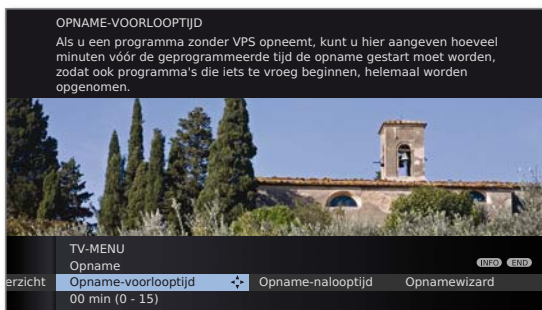 OPNAME-VOORLOOPTIJD
Als u een programma zonder VPS opneemt, kunt u hier aangeven hoeveel
minuten vóór de geprogrammeerde tijd de opname gestart moet worden,
zodat ook programma's die iets te vroeg beginnen, helemaal worden
opgenomen.
TV-MENU
Opname
INFO END
erzicht Opname-voorlooptijd Opname-nalooptijd Opnamewizard
00 min (0 - 15)